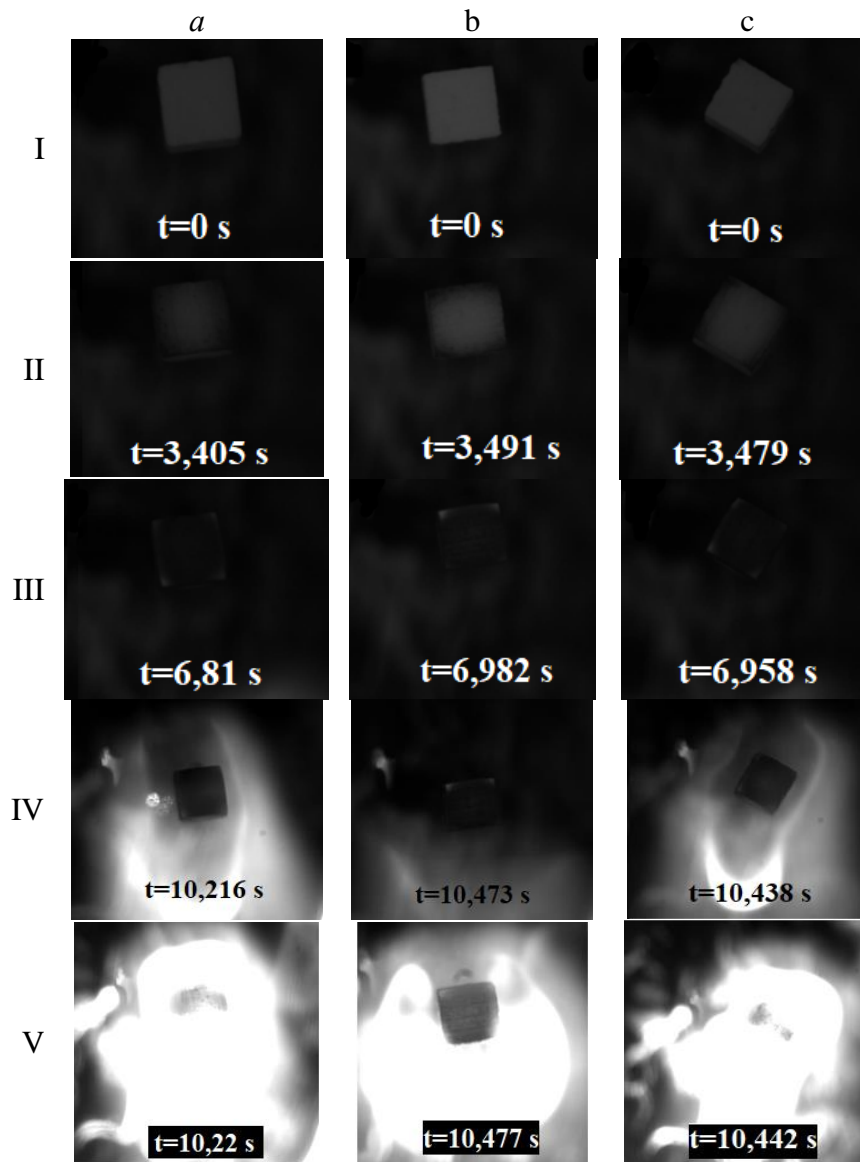 a b c
I
t=0 s t=0 s t=0 s
II
t=3,405 s t=3,491 s t=3,479 s
III
t=6,81 s t=6,982 s t=6,958 s
IV
t=10,216 s t=10,473 s t=10,438 s
V
t=10,22 s t=10,477 s t=10,442 s